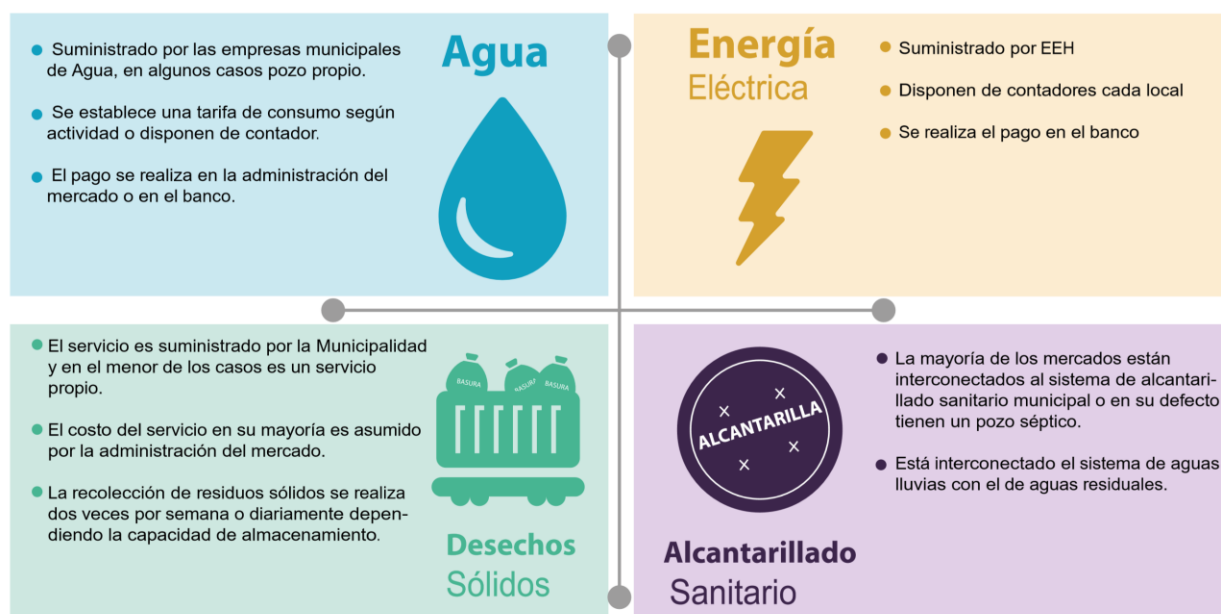 Agua
Suministrado por las empresas municipales
de Agua, en algunos casos pozo propio.
Se establece una tarifa de consumo según
actividad o disponen de contador.
El pago se realiza en la administración del
mercado o en el banco.
Energía
Eléctrica
Suministrado por EEH
Disponen de contadores cada local
Se realiza el pago en el banco
El servicio es suministrado por la Municipalidad
y en el menor de los casos es un servicio
propio.
El costo del servicio en su mayoría es asumido
por la administración del mercado.
La recolección de residuos sólidos se realiza
dos veces por semana o diariamente depen-
diendo la capacidad de almacenamiento.
BASURA
BASURA
BASURA
Desechos
Sólidos
ALCANTARILLA
Alcantarillado
Sanitario
La mayoría de los mercados están
interconectados al sistema de alcantari-
llado sanitario municipal o en su defecto
tienen un pozo séptico.
Está interconectado el sistema de aguas
lluvias con el de aguas residuales.